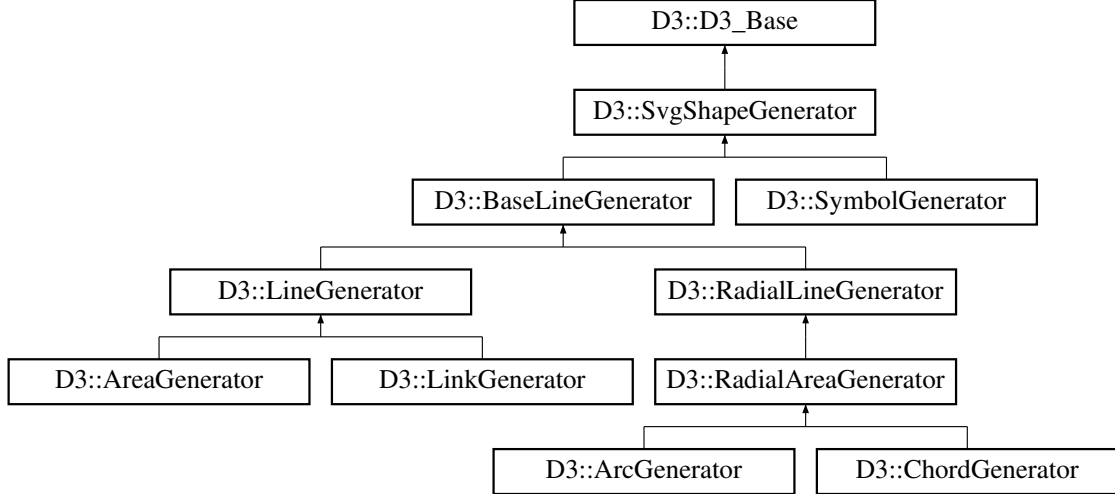 D3::D3_Base
D3::SvgShapeGenerator
D3::BaseLineGenerator
D3::SymbolGenerator
D3::LineGenerator
D3::RadialLineGenerator
D3::AreaGenerator
D3::LinkGenerator
D3::RadialAreaGenerator
D3::ArcGenerator
D3::ChordGenerator